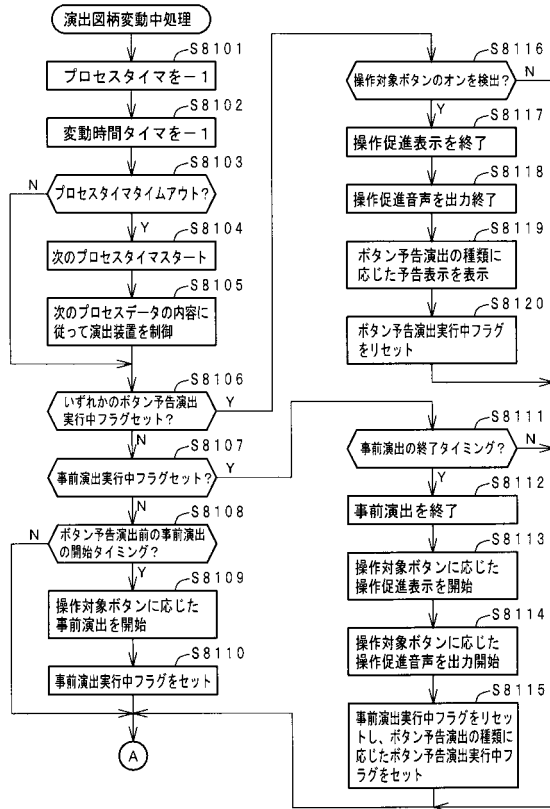 演出図柄変動中処理
S8101
プロセスタイマを－1
S8102
変動時間タイマを－1
S8103
プロセスタイマタイムアウト?
N
Y
S8104
次のプロセスタイマスタート
S8105
次のプロセスデータの内容に
従って演出装置を制御
S8106
いずれかのボタン予告演出
実行中フラグセット?
Y
N
S8107
事前演出実行中フラグセット?
Y
N
S8108
ボタン予告演出前の事前演出
の開始タイミング?
N
Y
S8109
操作対象ボタンに応じた
事前演出を開始
S8110
事前演出実行中フラグをセット
A
S8116
操作対象ボタンのオンを検出?
N
Y
S8117
操作促進表示を終了
S8118
操作促進音声を出力終了
S8119
ボタン予告演出の種類に
応じた予告表示を表示
S8120
ボタン予告演出実行中フラグ
をリセット
S8111
事前演出の終了タイミング?
N
Y
S8112
事前演出を終了
S8113
操作対象ボタンに応じた
操作促進表示を開始
S8114
操作対象ボタンに応じた
操作促進音声を出力開始
S8115
事前演出実行中フラグをリセッ
トし、ボタン予告演出の種類に
応じたボタン予告演出実行中フ
ラグをセット